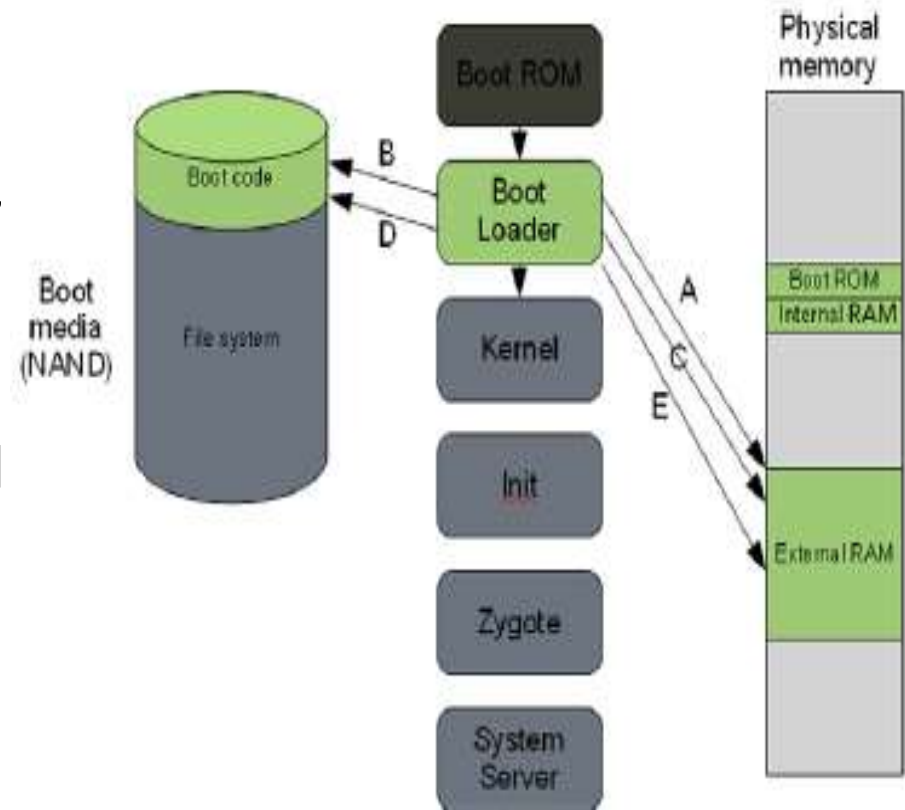 Physical
memory
Boot ROM
B
Boot code
Boot
Loader
D
A
Boot ROM
Internal RAM
Boot
media
(NAND)
File system
Kernel
C
E
Init
External RAM
Zygote
System
Server